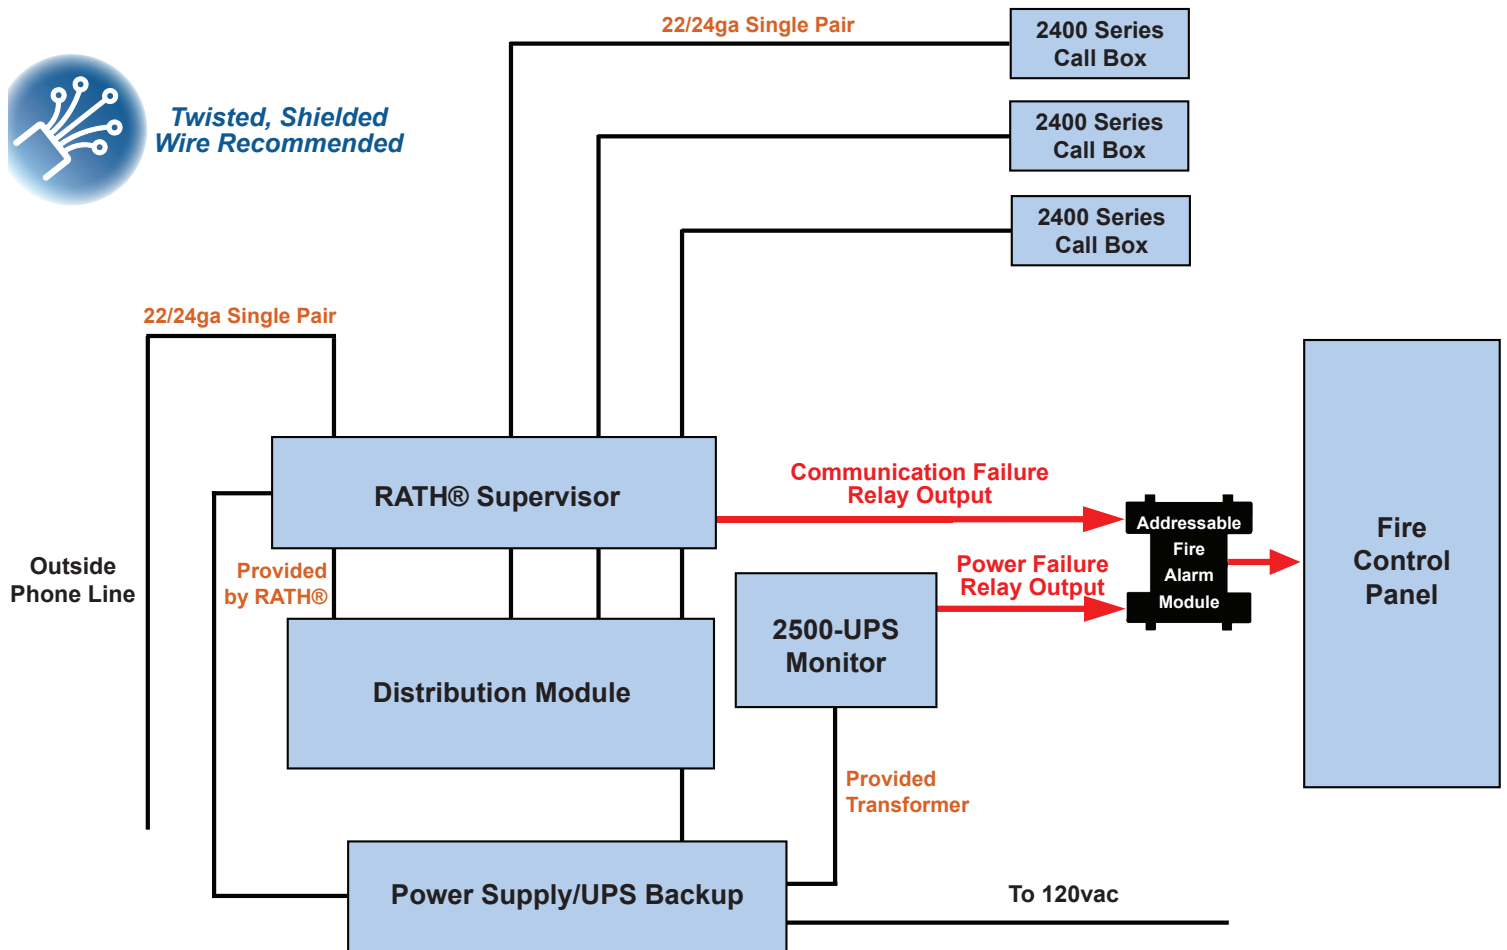 22/24ga Single Pair
2400 Series
Call Box
Twisted, Shielded
Wire Recommended
2400 Series
Call Box
2400 Series
Call Box
22/24ga Single Pair
RATH® Supervisor
Communication Failure
Relay Output
Addressable
Fire
Alarm
Module
Fire
Control
Panel
Outside
Phone Line
Provided
by RATH®
Power Failure
Relay Output
2500-UPS
Monitor
Distribution Module
Provided
Transformer
Power Supply/UPS Backup
To 120vac